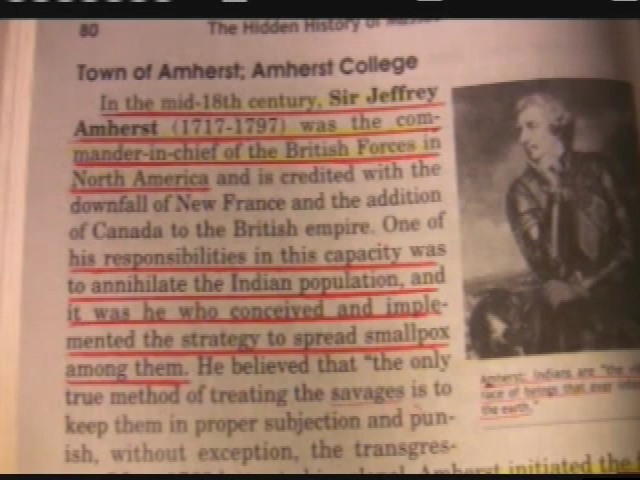 80
The Hidden History of
Town of Amherst; Amherst College
In the mid-18th century, Sir Jeffrey
Amherst (1717-1797) was the com-
mander-in-chief of the British Forces in
North America and is credited with the
downfall of New France and the addition
of Canada to the British empire. One of
his responsibilities in this capacity was
to annihilate the Indian population, and
it was he who conceived and imple-
mented the strategy to spread smallpox
among them. He believed that "the only
true method of treating the savages is to
keep them in proper subjection and pun-
ish, without exception, the transgres-
Amherst initiated the
Amherst: Indians are "the
race of beings that ever
the earth."